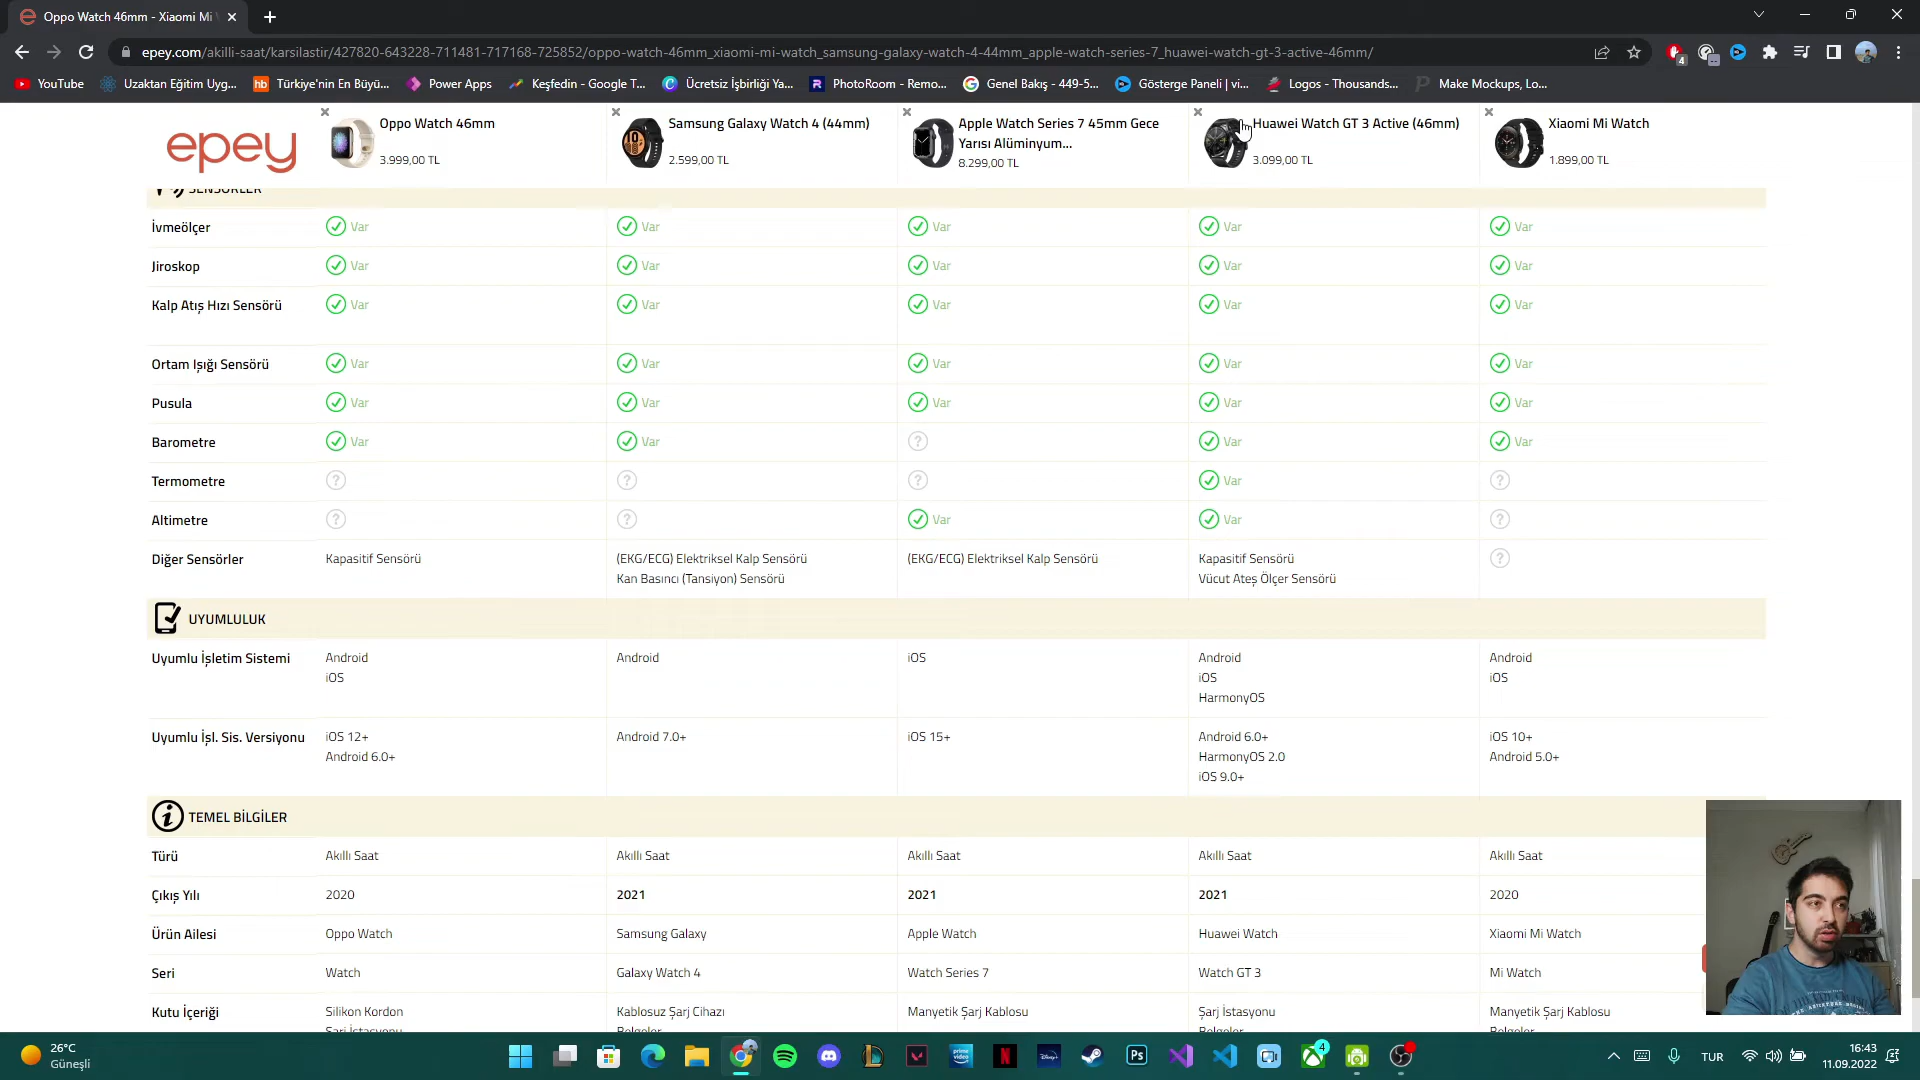 Oppo Watch 46mm - Xiaomi Mi
epey.com/akilli-saat/karsilastir/427820-643228-711481-717168-725852/oppo-watch-46mm_xiaomi-mi-watch_samsung-galaxy-watch-4-44mm_apple-watch-series-7_huawei-watch-gt-3-active-46mm/
4
YouTube
Uzaktan Eğitim Uyg...
hb Türkiye'nin En Büyü...
Power Apps
Keşfedin - Google T...
Ücretsiz İşbirliği Ya...
PhotoRoom - Remo...
Genel Bakış - 449-5...
Gösterge Paneli | vi...
Logos - Thousands...
Make Mockups, Lo...
epey
Oppo Watch 46mm
3.999,00 TL
Samsung Galaxy Watch 4 (44mm)
2.599,00 TL
Apple Watch Series 7 45mm Gece
Yarısı Alüminyum...
8.299,00 TL
Huawei Watch GT 3 Active (46mm)
3.099,00 TL
Xiaomi Mi Watch
1.899,00 TL
SENSÖRLER
İvmeölçer Var Var Var Var Var
Jiroskop Var Var Var Var Var
Kalp Atış Hızı Sensörü Var Var Var Var Var
Ortam Işığı Sensörü Var Var Var Var Var
Pusula Var Var Var Var Var
Barometre Var Var ? Var Var
Termometre ? ? ? Var ?
Altimetre ? ? Var Var ?
Diğer Sensörler Kapasitif Sensörü (EKG/ECG) Elektriksel Kalp Sensörü (EKG/ECG) Elektriksel Kalp Sensörü Kapasitif Sensörü ?
Kan Basıncı (Tansiyon) Sensörü Vücut Ateş Ölçer Sensörü
UYUMLULUK
Uyumlu İşletim Sistemi Android Android iOS Android Android
iOS iOS iOS
HarmonyOS
Uyumlu İşl. Sis. Versiyonu iOS 12+ Android 7.0+ iOS 15+ Android 6.0+ iOS 10+
Android 6.0+ HarmonyOS 2.0 Android 5.0+
iOS 9.0+
TEMEL BİLGİLER
Türü Akıllı Saat Akıllı Saat Akıllı Saat Akıllı Saat Akıllı Saat
Çıkış Yılı 2020 2021 2021 2021 2020
Ürün Ailesi Oppo Watch Samsung Galaxy Apple Watch Huawei Watch Xiaomi Mi Watch
Seri Watch Galaxy Watch 4 Watch Series 7 Watch GT 3 Mi Watch
Kutu İçeriği Silikon Kordon Kablosuz Şarj Cihazı Manyetik Şarj Kablosu Şarj İstasyonu Manyetik Şarj Kablosu
Şarj İstasyonu Belgeler Belgeler Belgeler
26°C
Güneşli
prime video
N
Disney+
Ps
4
TUR
16:43
11.09.2022